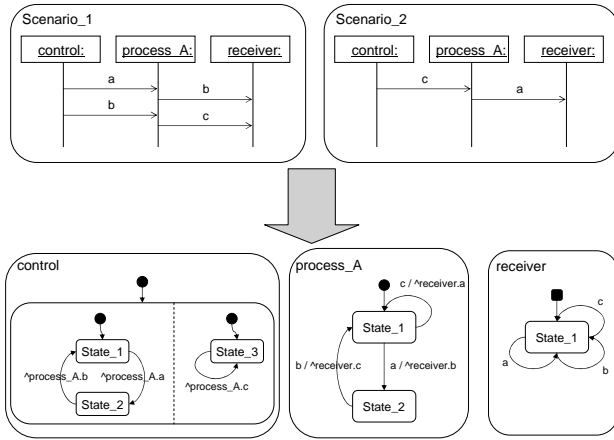 Scenario_1
control:
process_A:
receiver:
a
b
b
c
Scenario_2
control:
process_A:
receiver:
c
a
control
State_1
^process_A.b
^process_A.a
State_2
State_3
^process_A.c
process_A
c / ^receiver.a
State_1
b / ^receiver.c
a / ^receiver.b
State_2
receiver
c
State_1
a
b